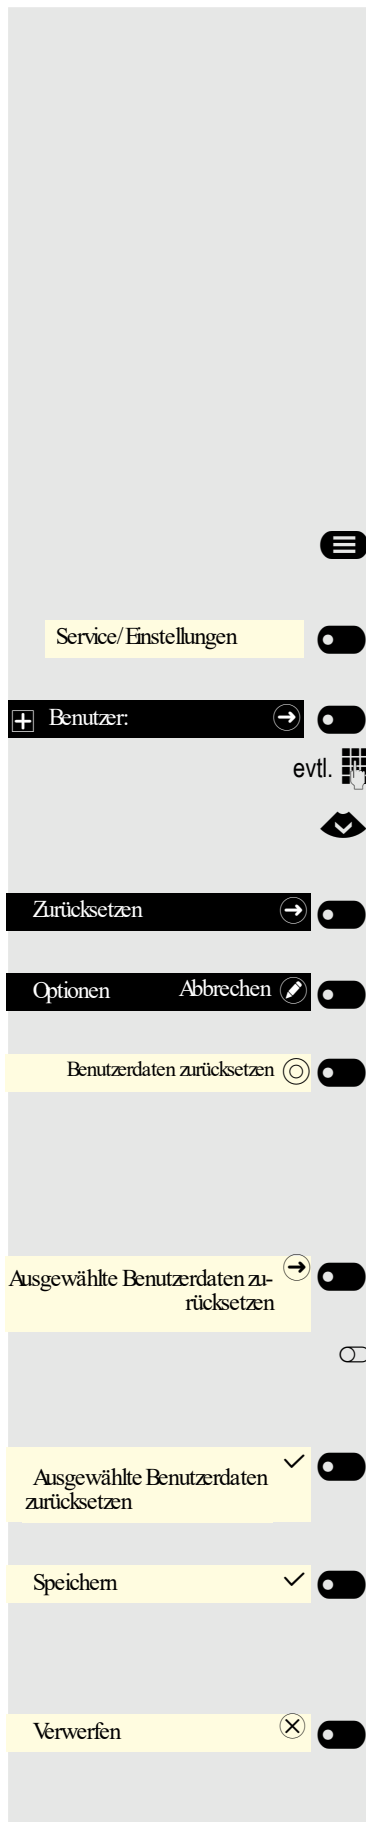 Service/Einstellungen
Benutzer:
evtl.
Zurücksetzen
Optionen Abbrechen
Benutzerdaten zurücksetzen
Ausgewählte Benutzerdaten zu-
rücksetzen
Ausgewählte Benutzerdaten
zurücksetzen
Speichern
Verwerfen